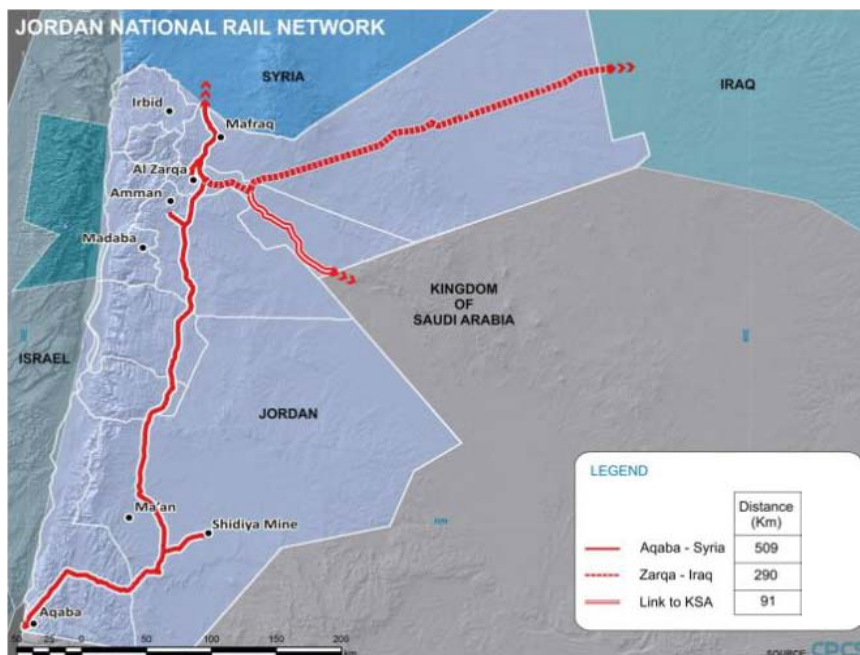 JORDAN NATIONAL RAIL NETWORK
SYRIA
IRAQ
Irbid
Mafraq
Al Zarqa
Amman
Madaba
KINGDOM
OF
SAUDI ARABIA
ISRAEL
JORDAN
Ma'an
Shidiya Mine
Aqaba
50 25 0 50 100 150 200
km
LEGEND
Distance
(Km)
Aqaba - Syria 509
Zarqa - Iraq 290
Link to KSA 91
SOURCE: CPCS